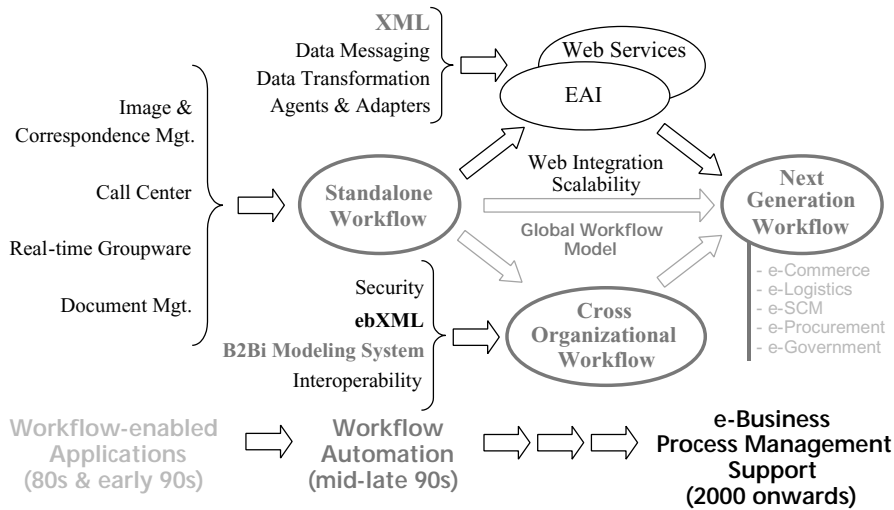 XML
Data Messaging
Data Transformation
Agents & Adapters
Web Services
EAI
Image &
Correspondence Mgt.
Call Center
Real-time Groupware
Document Mgt.
Standalone
Workflow
Web Integration
Scalability
Global Workflow
Model
Next
Generation
Workflow
- e-Commerce
- e-Logistics
- e-SCM
- e-Procurement
- e-Government
Security
ebXML
B2Bi Modeling System
Interoperability
Cross
Organizational
Workflow
Workflow-enabled
Applications
(80s & early 90s)
Workflow
Automation
(mid-late 90s)
e-Business
Process Management
Support
(2000 onwards)